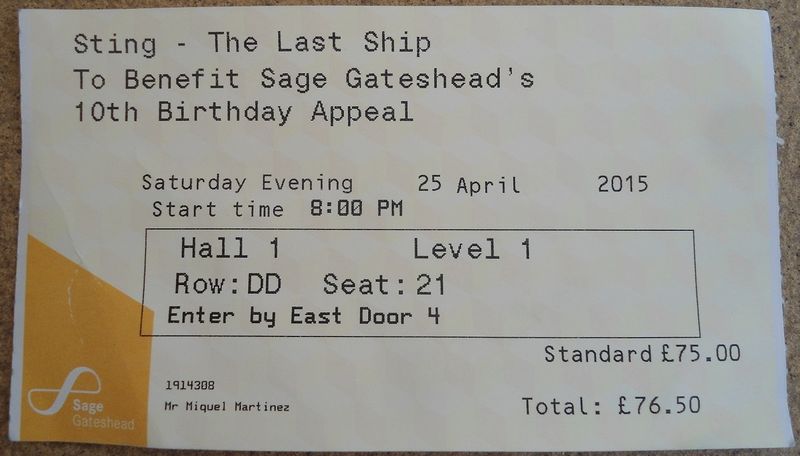 Sting - The Last Ship
To Benefit Sage Gateshead's
10th Birthday Appeal
Saturday Evening 25 April 2015
Start time 8:00 PM
Hall 1 Level 1
Row: DD Seat: 21
Enter by East Door 4
Standard £75.00
1914308
Mr Miquel Martinez
Total: £76.50
Sage
Gateshead